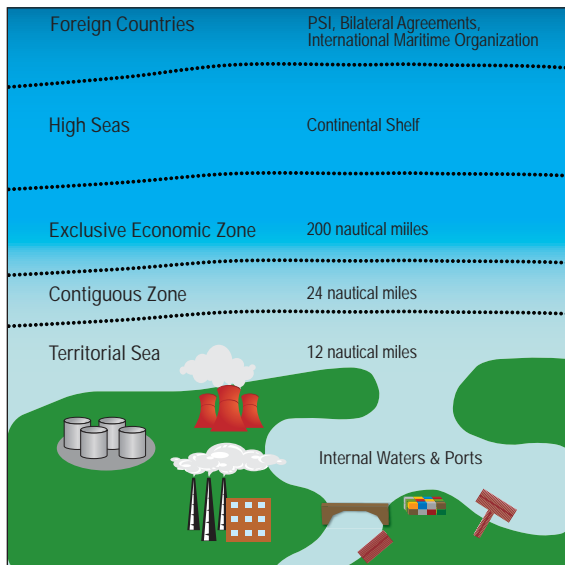 Foreign Countries
PSI, Bilateral Agreements,
International Maritime Organization
High Seas
Continental Shelf
Exclusive Economic Zone
200 nautical miiles
Contiguous Zone
24 nautical miles
Territorial Sea
12 nautical miles
Internal Waters & Ports